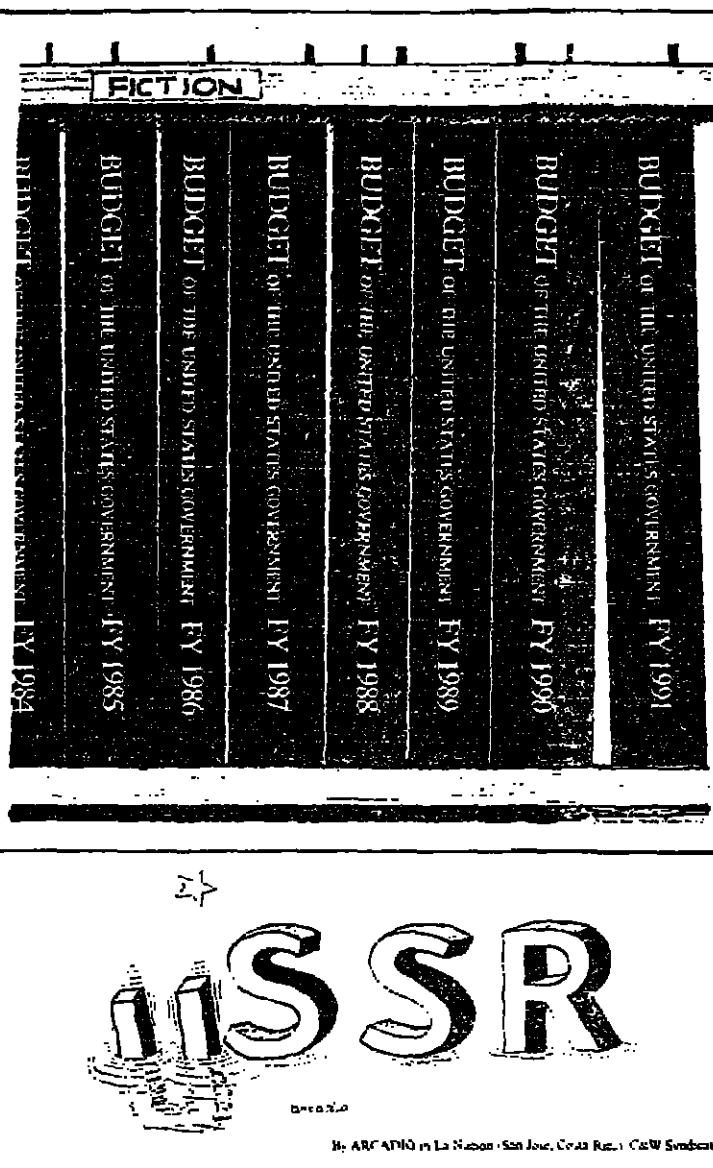 FICTION
BUDGET OF THE UNITED STATES GOVERNMENT FY 1984
BUDGET OF THE UNITED STATES GOVERNMENT FY 1985
BUDGET OF THE UNITED STATES GOVERNMENT FY 1986
BUDGET OF THE UNITED STATES GOVERNMENT FY 1987
BUDGET OF THE UNITED STATES GOVERNMENT FY 1988
BUDGET OF THE UNITED STATES GOVERNMENT FY 1989
BUDGET OF THE UNITED STATES GOVERNMENT FY 1990
BUDGET OF THE UNITED STATES GOVERNMENT FY 1991
USSR
arcadio
By ARCADIO in La Nacion (San Jose, Costa Rica) C&W Syndicate